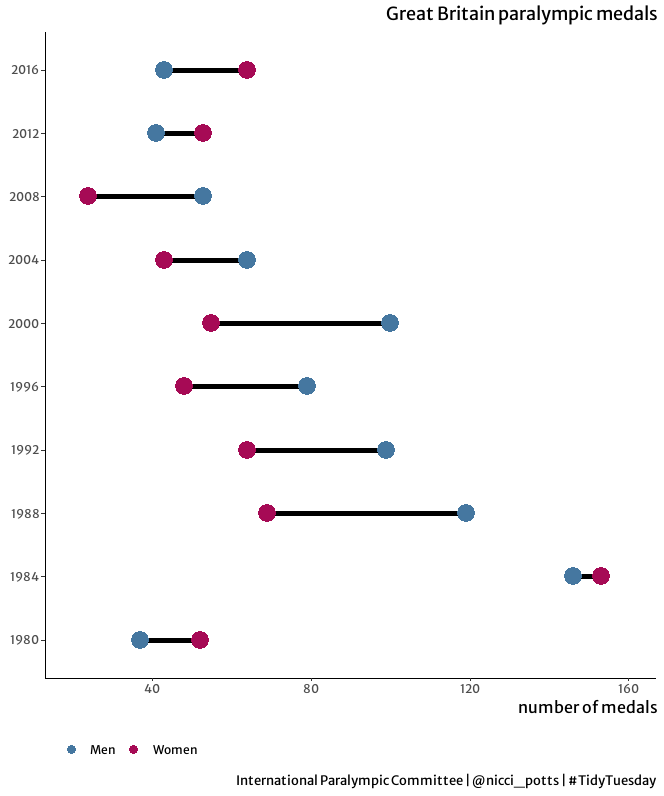 Great Britain paralympic medals
2016
2012
2008
2004
2000
1996
1992
1988
1984
1980
40 80 120 160
number of medals
Men Women
International Paralympic Committee | @nicci_potts | #TidyTuesday